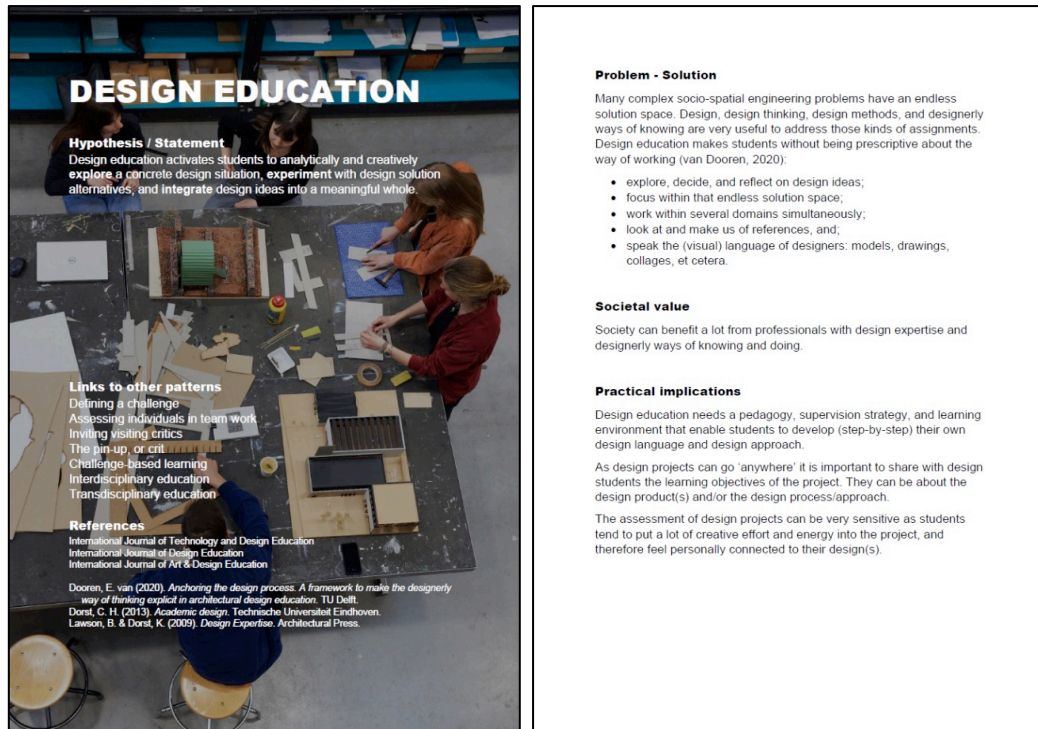 DESIGN EDUCATION
Hypothesis / Statement
Design education activates students to analytically and creatively
explore a concrete design situation, experiment with design solution
alternatives, and integrate design ideas into a meaningful whole.
Links to other patterns
Defining a challenge
Assessing individuals in team work
Inviting visiting critics
The pin-up, or crit
Challenge-based learning
Interdisciplinary education
Transdisciplinary education
References
International Journal of Technology and Design Education
International Journal of Design Education
International Journal of Art & Design Education
Dooren, E. van (2020). Anchoring the design process. A framework to make the designerly
way of thinking explicit in architectural design education. TU Delft.
Dorst, C. H. (2013). Academic design. Technische Universiteit Eindhoven.
Lawson, B. & Dorst, K. (2009). Design Expertise. Architectural Press.
Problem - Solution
Many complex socio-spatial engineering problems have an endless
solution space. Design, design thinking, design methods, and designerly
ways of knowing are very useful to address those kinds of assignments.
Design education makes students without being prescriptive about the
way of working (van Dooren, 2020):
• explore, decide, and reflect on design ideas;
• focus within that endless solution space;
• work within several domains simultaneously;
• look at and make us of references, and;
• speak the (visual) language of designers: models, drawings,
collages, et cetera.
Societal value
Society can benefit a lot from professionals with design expertise and
designerly ways of knowing and doing.
Practical implications
Design education needs a pedagogy, supervision strategy, and learning
environment that enable students to develop (step-by-step) their own
design language and design approach.
As design projects can go ‘anywhere’ it is important to share with design
students the learning objectives of the project. They can be about the
design product(s) and/or the design process/approach.
The assessment of design projects can be very sensitive as students
tend to put a lot of creative effort and energy into the project, and
therefore feel personally connected to their design(s).